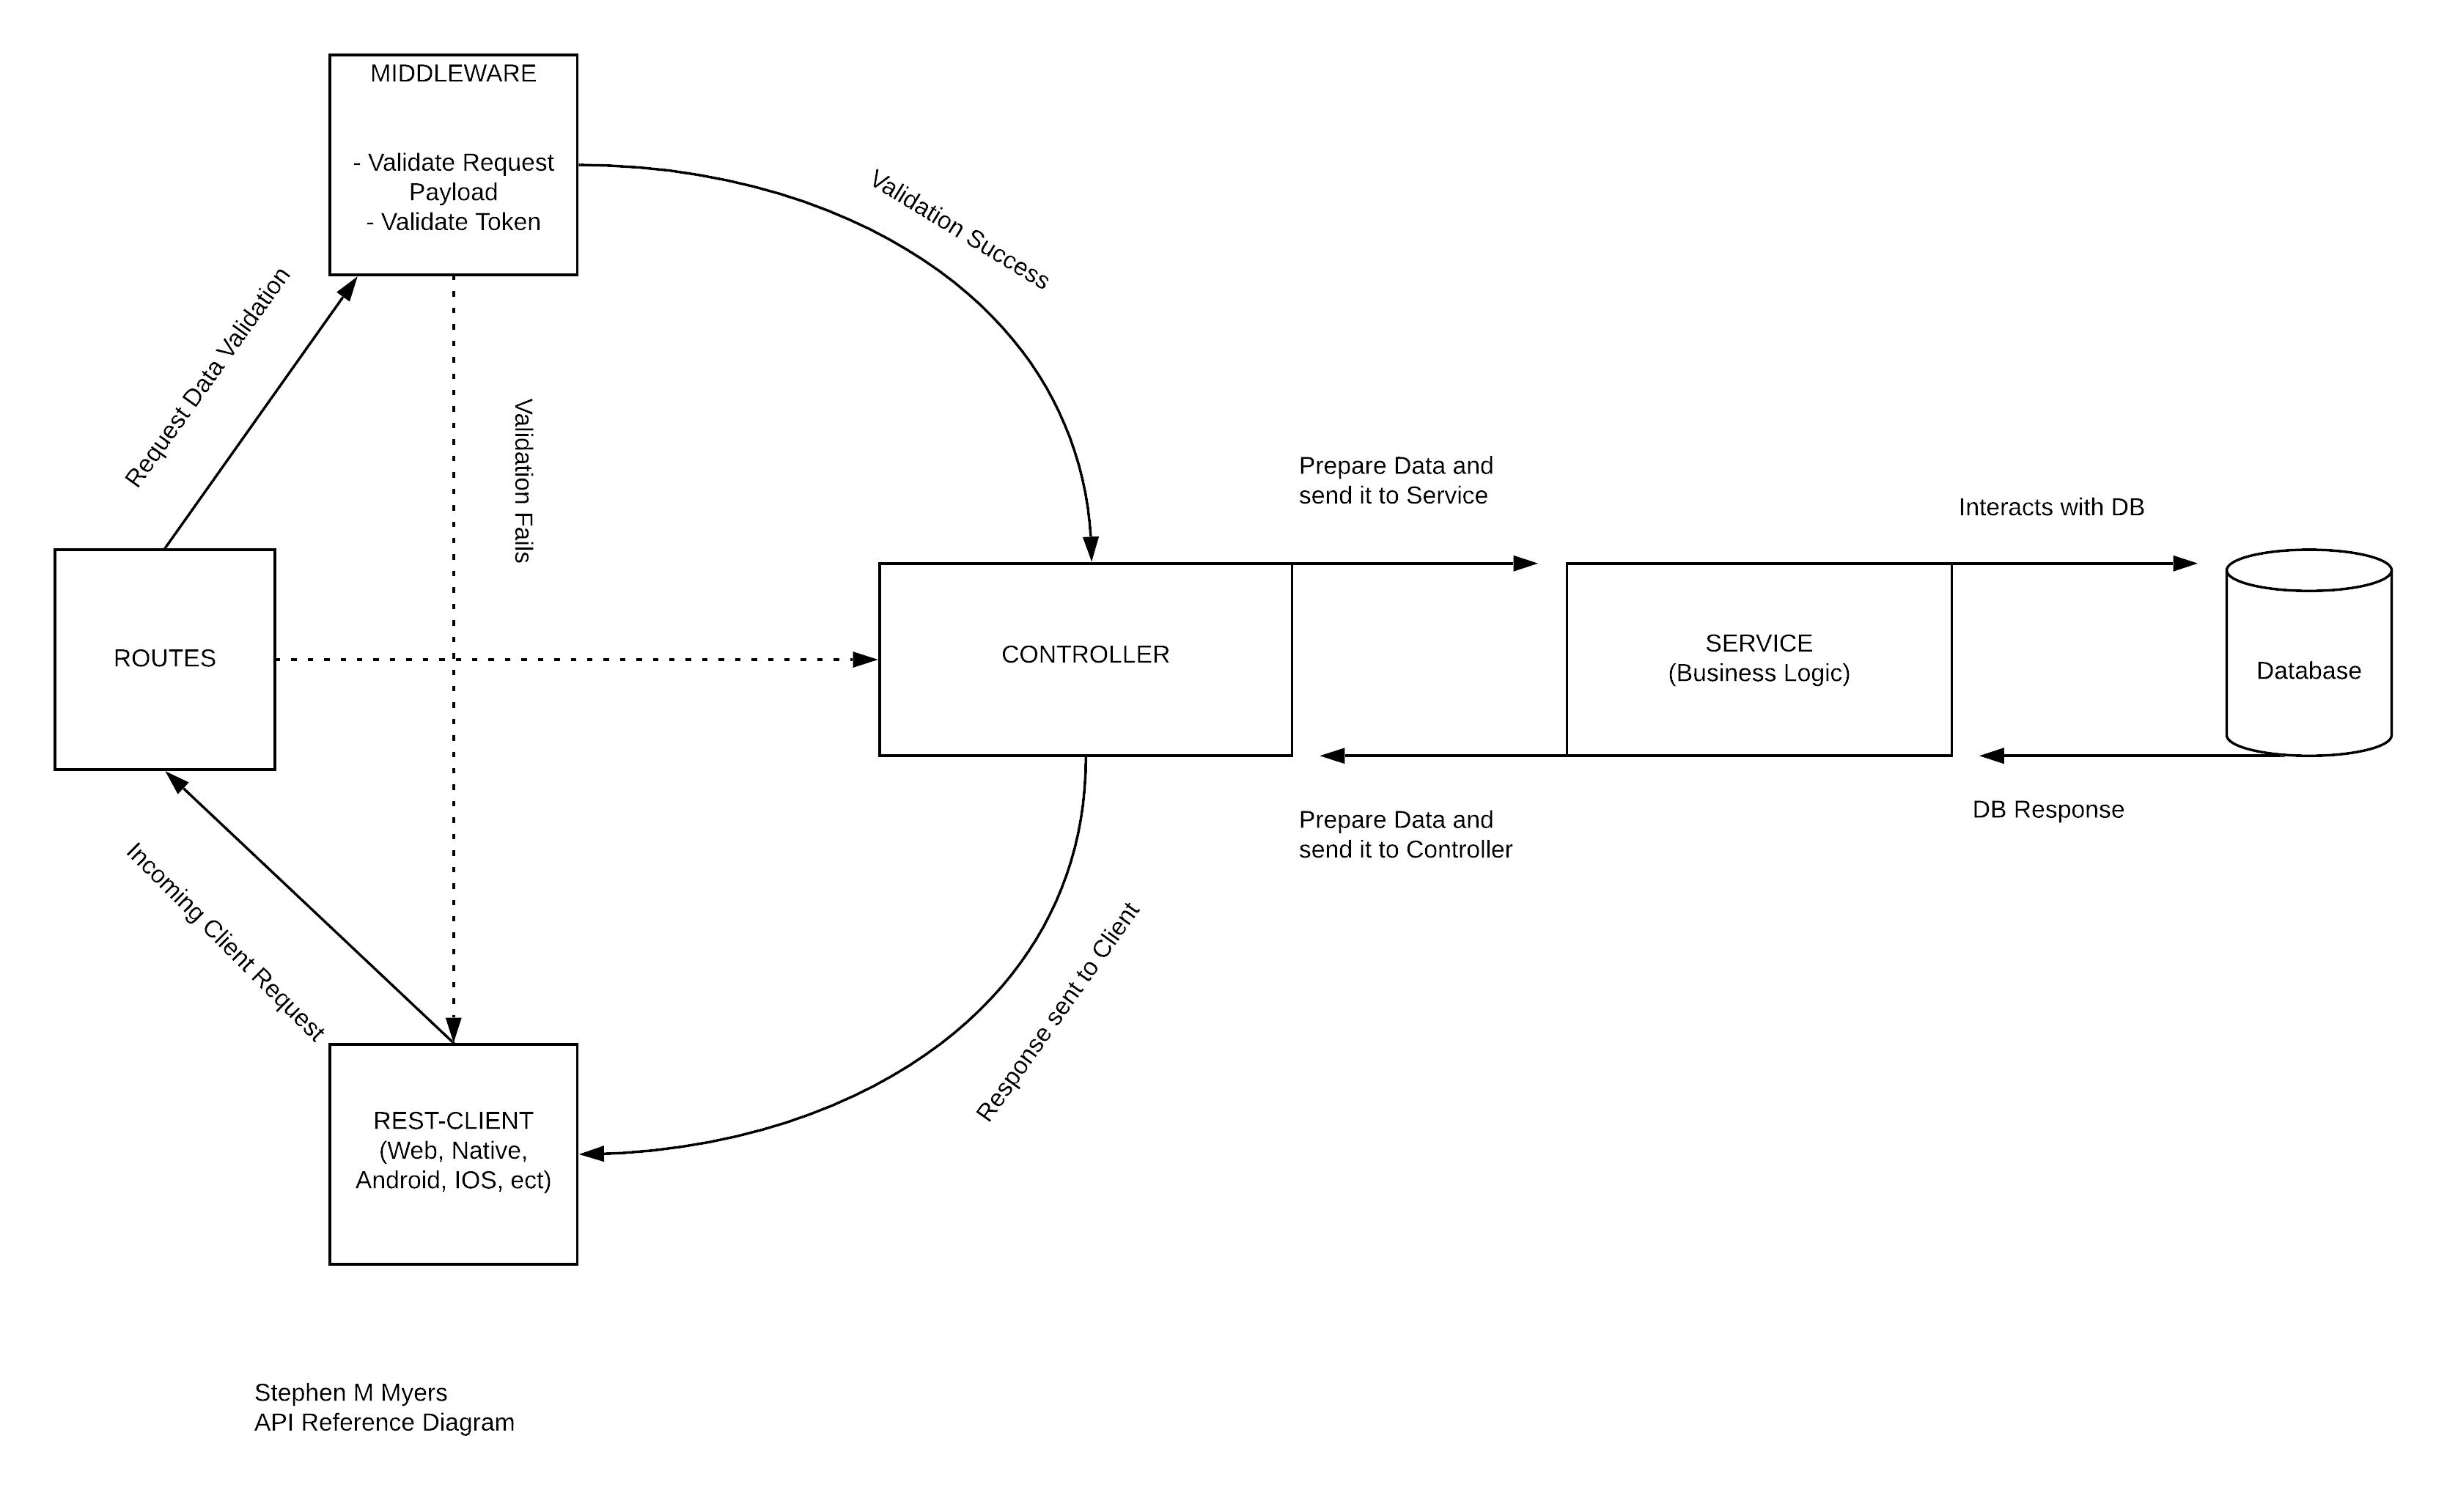 MIDDLEWARE
- Validate Request
Payload
- Validate Token
Validation Success
Request Data Validation
Validation Fails
Prepare Data and
send it to Service
Interacts with DB
ROUTES
CONTROLLER
SERVICE
(Business Logic)
Database
Prepare Data and
send it to Controller
DB Response
Incoming Client Request
Response sent to Client
REST-CLIENT
(Web, Native,
Android, IOS, ect)
Stephen M Myers
API Reference Diagram